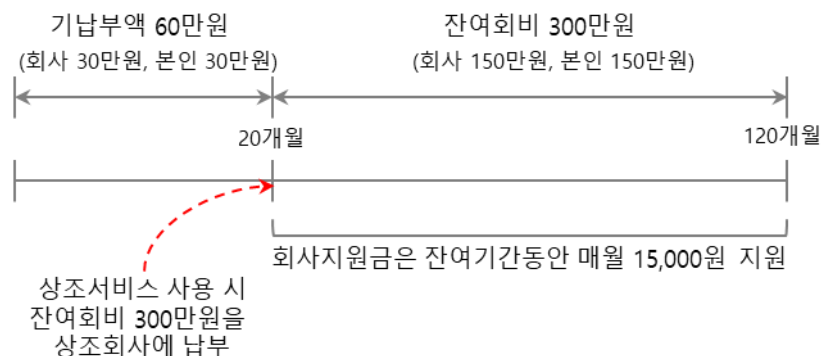 기납부액 60만원
(회사 30만원, 본인 30만원)
잔여회비 300만원
(회사 150만원, 본인 150만원)
20개월
120개월
회사지원금은 잔여기간동안 매월 15,000원 지원
상조서비스 사용 시
잔여회비 300만원을
상조회사에 납부